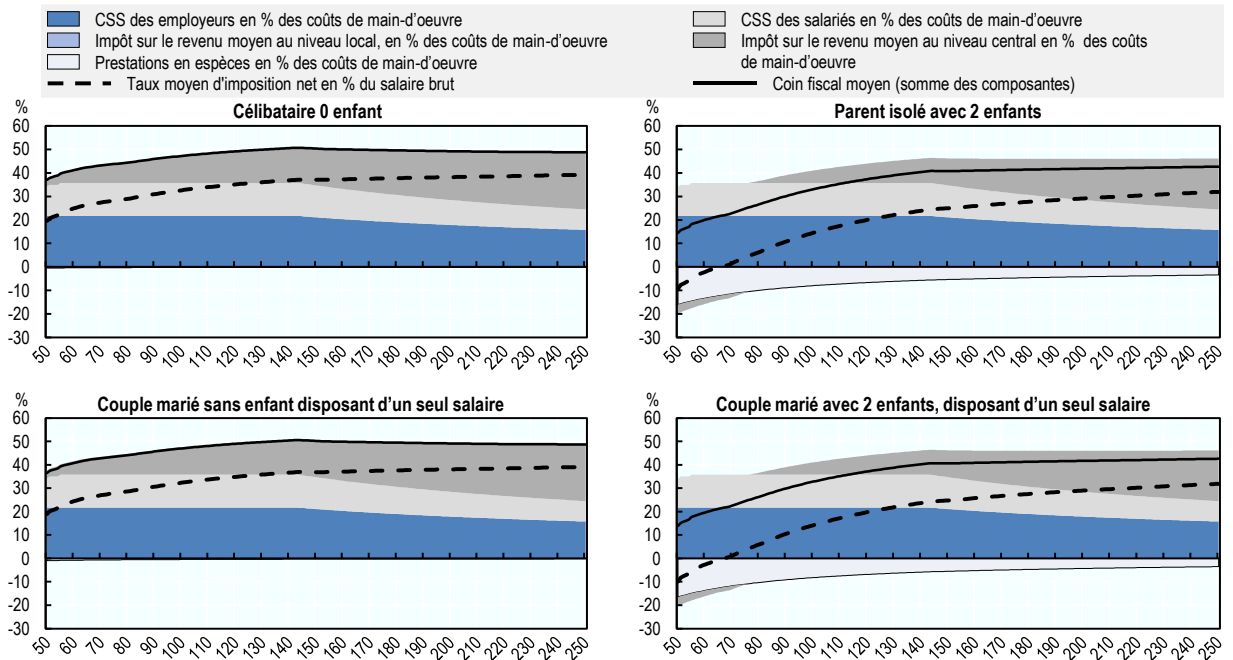 CSS des employeurs en % des coûts de main-d'oeuvre
CSS des salariés en % des coûts de main-d'oeuvre
Impôt sur le revenu moyen au niveau local, en % des coûts de main-d'oeuvre
Impôt sur le revenu moyen au niveau central en % des coûts
de main-d'oeuvre
Prestations en espèces en % des coûts de main-d'oeuvre
Taux moyen d'imposition net en % du salaire brut
Coin fiscal moyen (somme des composantes)
%
Célibataire 0 enfant
60
50
40
30
20
10
0
-10
-20
-30
50 60 70 80 90 100 110 120 130 140 150 160 170 180 190 200 210 220 230 240 250
%
Parent isolé avec 2 enfants
60
50
40
30
20
10
0
-10
-20
-30
50 60 70 80 90 100 110 120 130 140 150 160 170 180 190 200 210 220 230 240 250
%
Couple marié sans enfant disposant d'un seul salaire
60
50
40
30
20
10
0
-10
-20
-30
50 60 70 80 90 100 110 120 130 140 150 160 170 180 190 200 210 220 230 240 250
%
Couple marié avec 2 enfants, disposant d'un seul salaire
60
50
40
30
20
10
0
-10
-20
-30
50 60 70 80 90 100 110 120 130 140 150 160 170 180 190 200 210 220 230 240 250